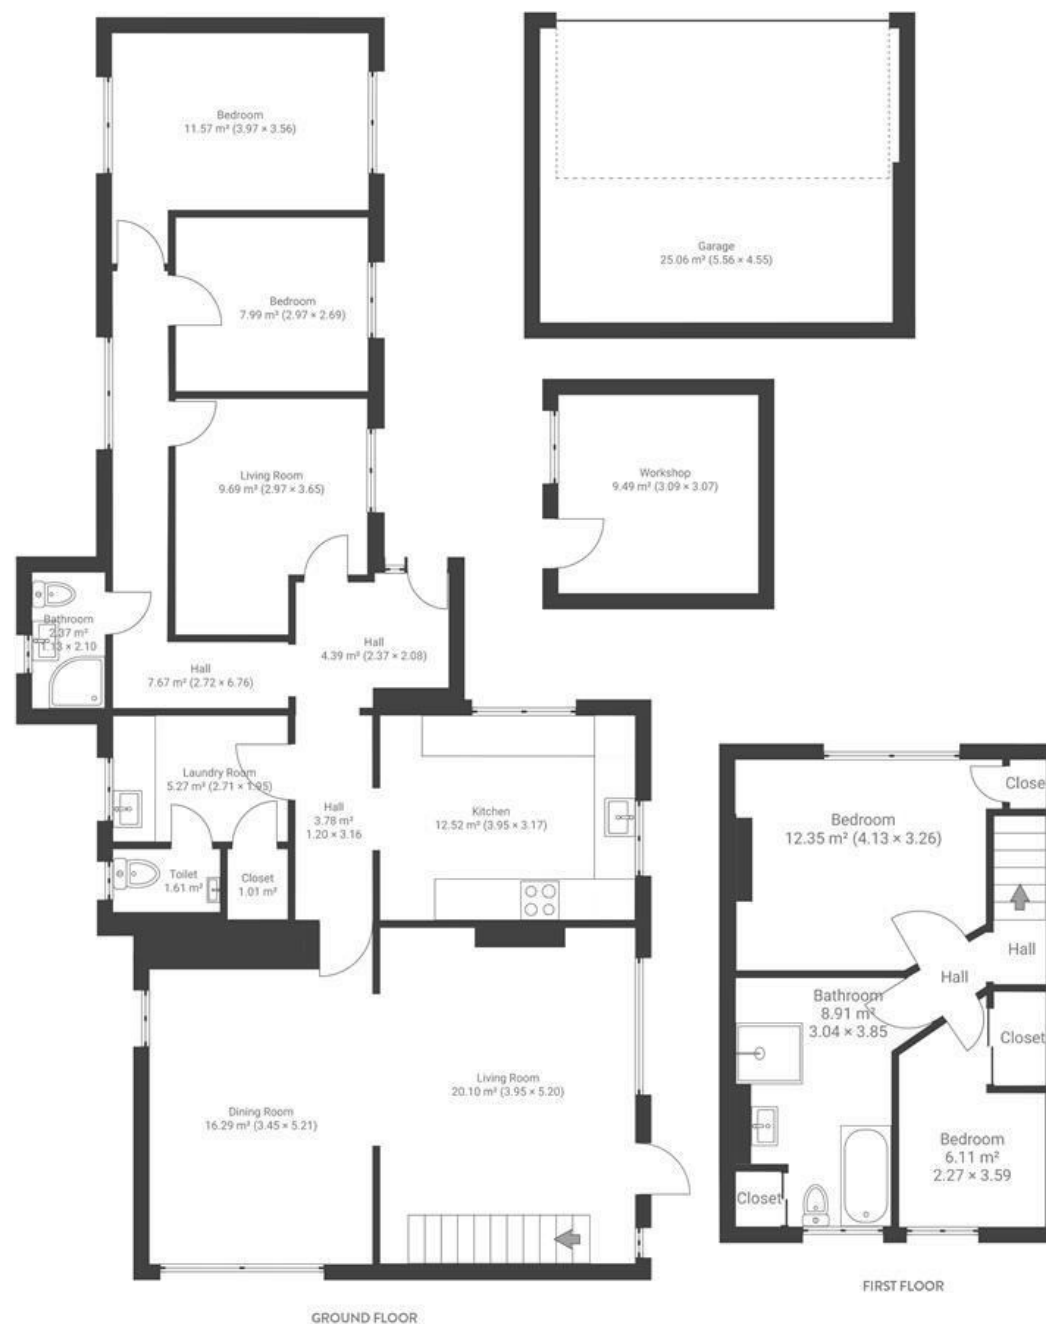 Bedroom
11.57 m² (3.97 × 3.56)
Bedroom
7.99 m² (2.97 × 2.69)
Living Room
9.69 m² (2.97 × 3.65)
Bathroom
2.37 m²
1.13 × 2.10
Hall
7.67 m² (2.72 × 6.76)
Hall
4.39 m² (2.37 × 2.08)
Laundry Room
5.27 m² (2.71 × 1.95)
Toilet
1.61 m²
Closet
1.01 m²
Hall
3.78 m²
1.20 × 3.16
Kitchen
12.52 m² (3.95 × 3.17)
Dining Room
16.29 m² (3.45 × 5.21)
Living Room
20.10 m² (3.95 × 5.20)
GROUND FLOOR
Garage
25.06 m² (5.56 × 4.55)
Workshop
9.49 m² (3.09 × 3.07)
Bedroom
12.35 m² (4.13 × 3.26)
Close
Hall
Hall
Bathroom
8.91 m²
3.04 × 3.85
Closet
Bedroom
6.11 m²
2.27 × 3.59
Closet
FIRST FLOOR